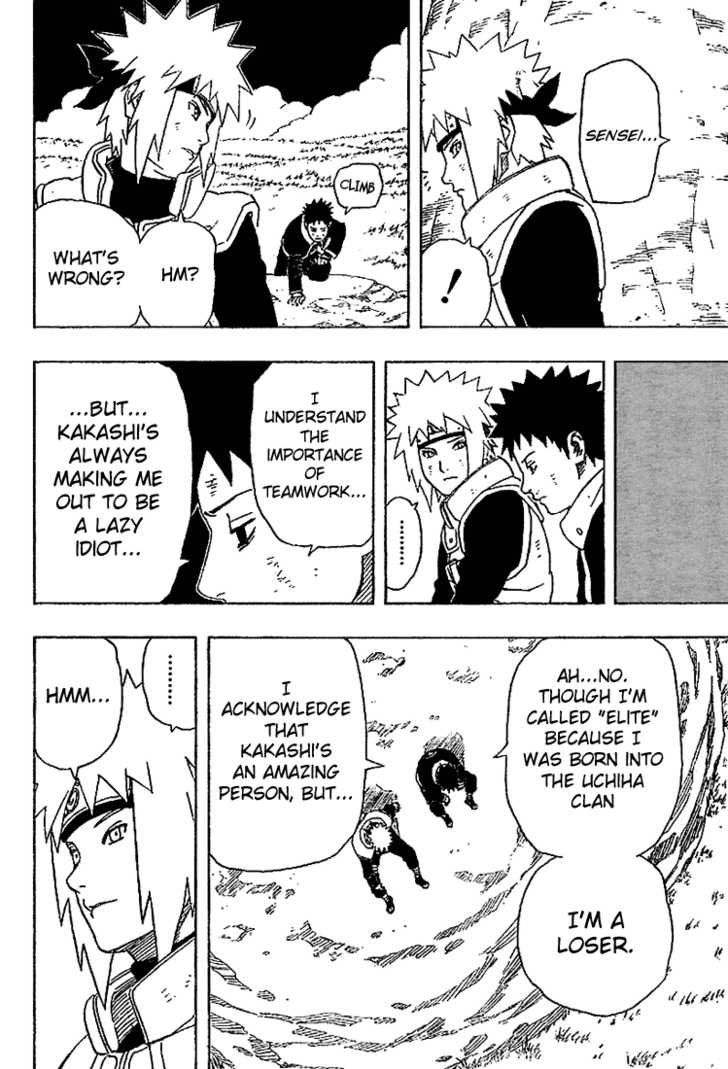 SENSEI...
!
CLIMB
HM?
WHAT'S
WRONG?
.......
I
UNDERSTAND
THE
IMPORTANCE
OF
TEAMWORK...
...BUT...
KAKASHI'S
ALWAYS
MAKING ME
OUT TO BE
A LAZY
IDIOT...
AH...NO.
THOUGH I'M
CALLED "ELITE"
BECAUSE I
WAS BORN INTO
THE UCHIHA
CLAN
I'M A
LOSER.
I
ACKNOWLEDGE
THAT
KAKASHI'S
AN AMAZING
PERSON, BUT...
.......
HMM...